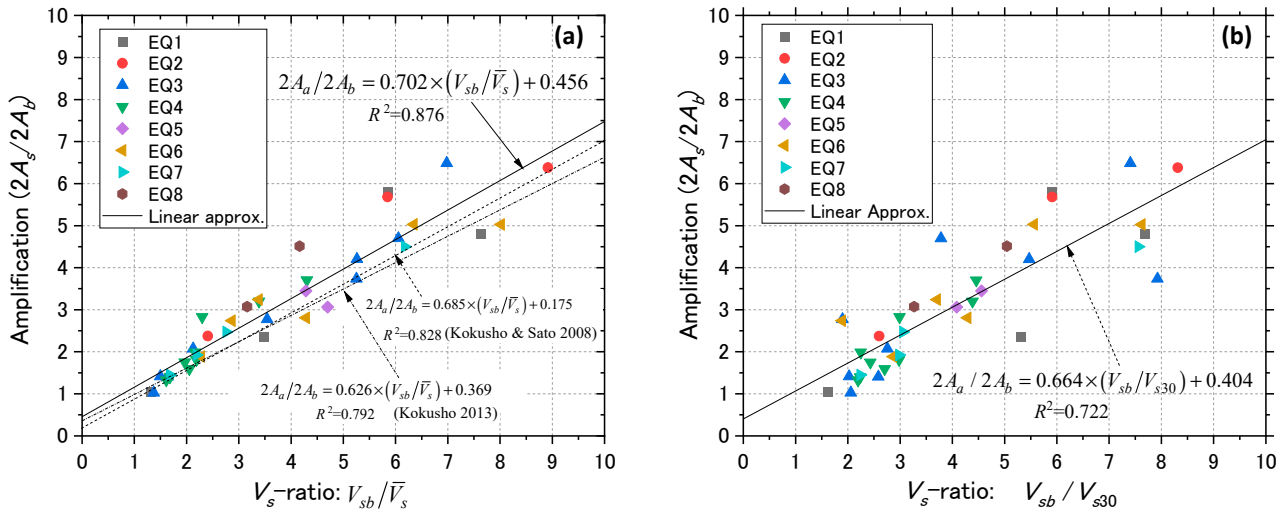 (a)
EQ1
EQ2
EQ3
EQ4
EQ5
EQ6
EQ7
EQ8
Linear approx.
2A_a/2A_b = 0.702×(V_sb/V̅_s)+0.456
R²=0.876
2A_a/2A_b = 0.685×(V_sb/V̅_s)+0.175
R²=0.828 (Kokusho & Sato 2008)
2A_a/2A_b = 0.626×(V_sb/V̅_s)+0.369
R²=0.792 (Kokusho 2013)
Amplification (2A_s/2A_b)
10
9
8
7
6
5
4
3
2
1
0
0 1 2 3 4 5 6 7 8 9 10
V_s-ratio: V_sb/V̅_s
(b)
EQ1
EQ2
EQ3
EQ4
EQ5
EQ6
EQ7
EQ8
Linear Approx.
2A_a/2A_b = 0.664×(V_sb/V_s30)+0.404
R²=0.722
Amplification (2A_s/2A_b)
10
9
8
7
6
5
4
3
2
1
0
0 1 2 3 4 5 6 7 8 9 10
V_s-ratio: V_sb/V_s30